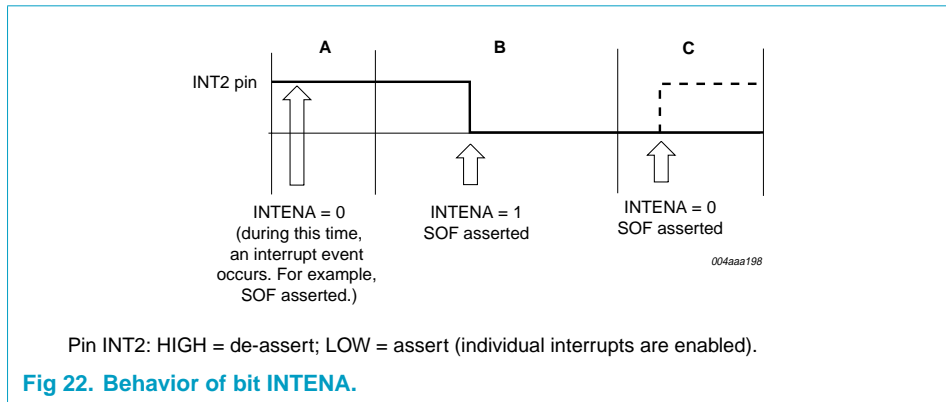 A
B
C
INT2 pin
INTENA = 0
(during this time,
an interrupt event
occurs. For example,
SOF asserted.)
INTENA = 1
SOF asserted
INTENA = 0
SOF asserted
004aaa198
Pin INT2: HIGH = de-assert; LOW = assert (individual interrupts are enabled).
Fig 22. Behavior of bit INTENA.